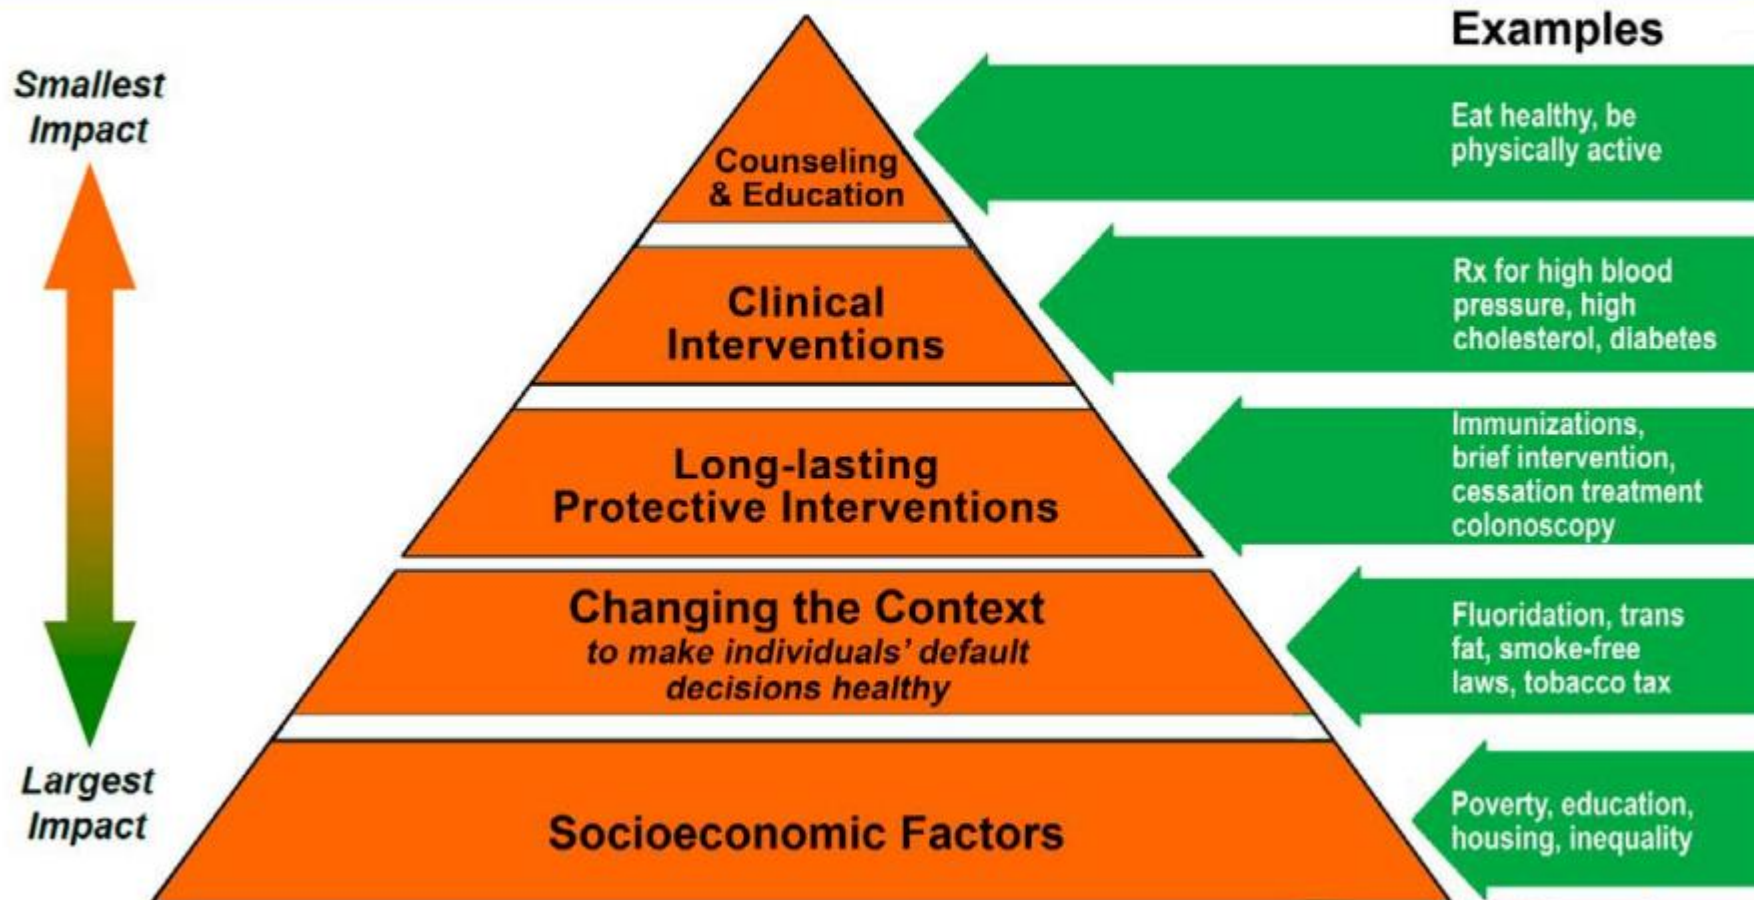 Examples
Smallest
Impact
Eat healthy, be
physically active
Counseling
& Education
Rx for high blood
pressure, high
cholesterol, diabetes
Clinical
Interventions
Immunizations,
brief intervention,
cessation treatment
colonoscopy
Long-lasting
Protective Interventions
Changing the Context
to make individuals’ default
decisions healthy
Fluoridation, trans
fat, smoke-free
laws, tobacco tax
Largest
Impact
Socioeconomic Factors
Poverty, education,
housing, inequality